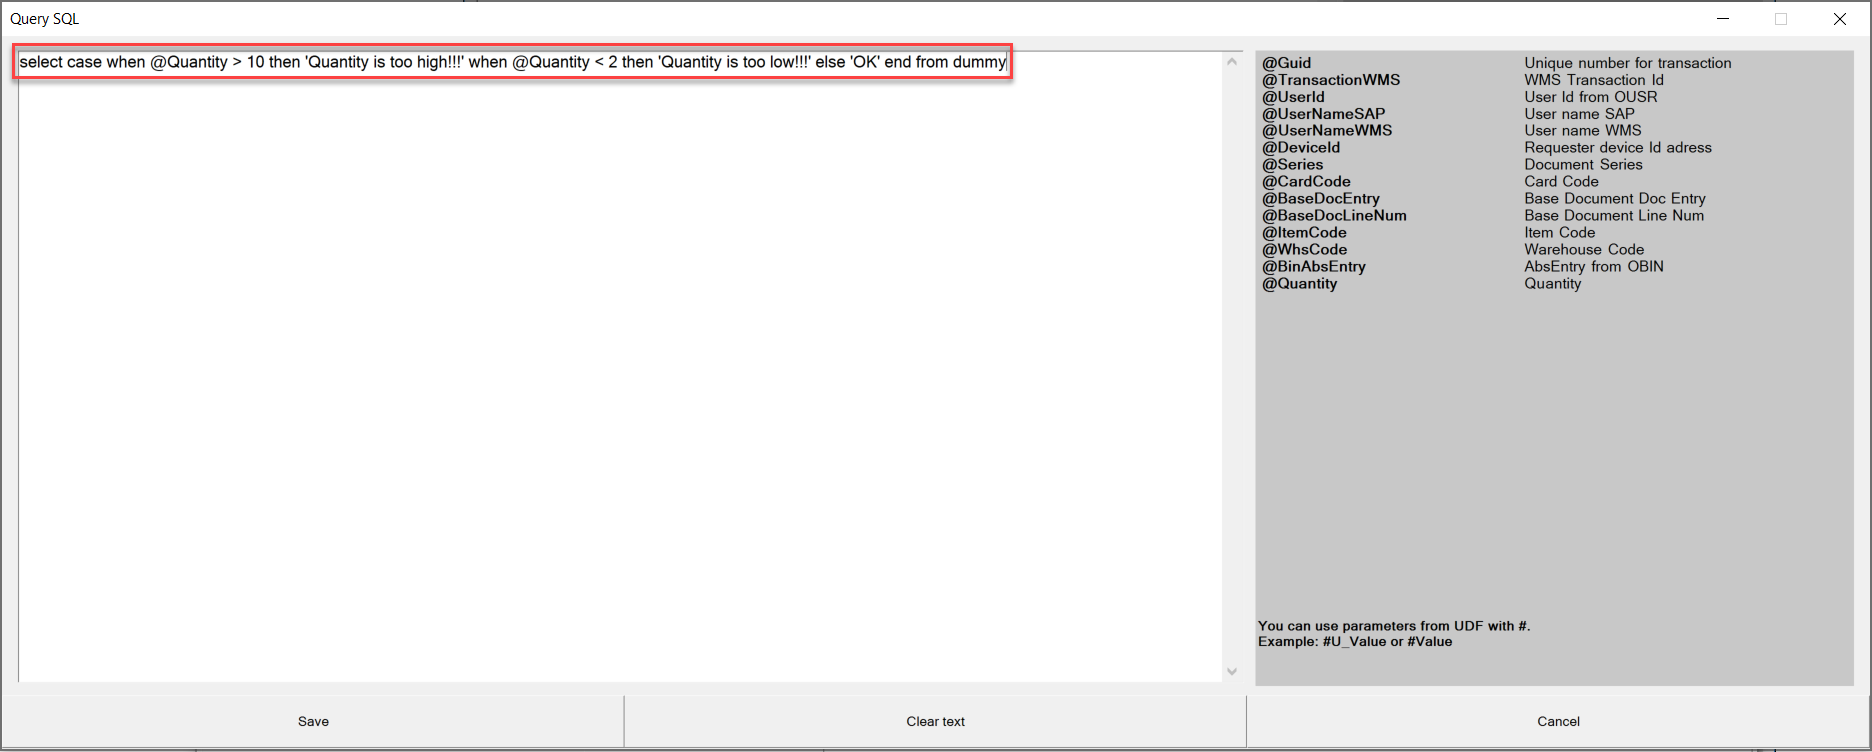 Query SQL
select case when @Quantity > 10 then 'Quantity is too high!!!' when @Quantity < 2 then 'Quantity is too low!!!' else 'OK' end from dummy
@Guid Unique number for transaction
@TransactionWMS WMS Transaction Id
@UserId User Id from OUSR
@UserNameSAP User name SAP
@UserNameWMS User name WMS
@DeviceId Requester device Id adress
@Series Document Series
@CardCode Card Code
@BaseDocEntry Base Document Doc Entry
@BaseDocLineNum Base Document Line Num
@ItemCode Item Code
@WhsCode Warehouse Code
@BinAbsEntry AbsEntry from OBIN
@Quantity Quantity
You can use parameters from UDF with #.
Example: #U_Value or #Value
Save Clear text Cancel